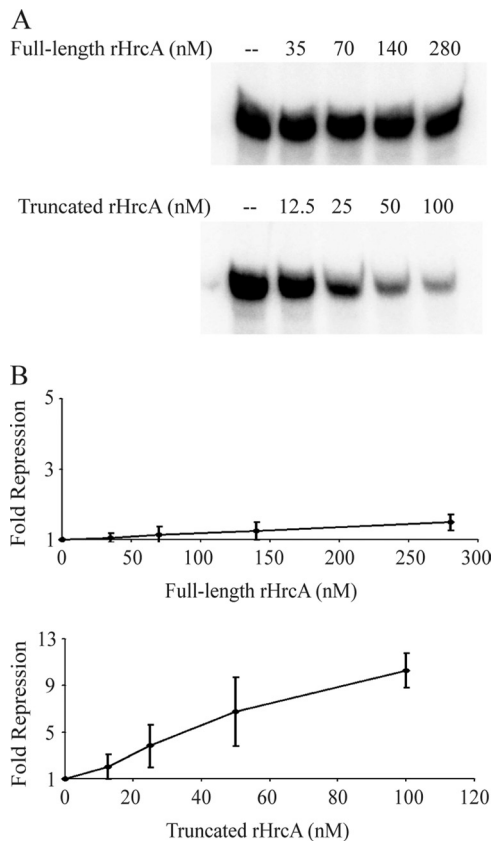 A
Full-length rHrcA (nM) -- 35 70 140 280
Truncated rHrcA (nM) -- 12.5 25 50 100
B
5
3
1
Fold Repression
0 50 100 150 200 250 300
Full-length rHrcA (nM)
13
9
5
1
Fold Repression
0 20 40 60 80 100 120
Truncated rHrcA (nM)